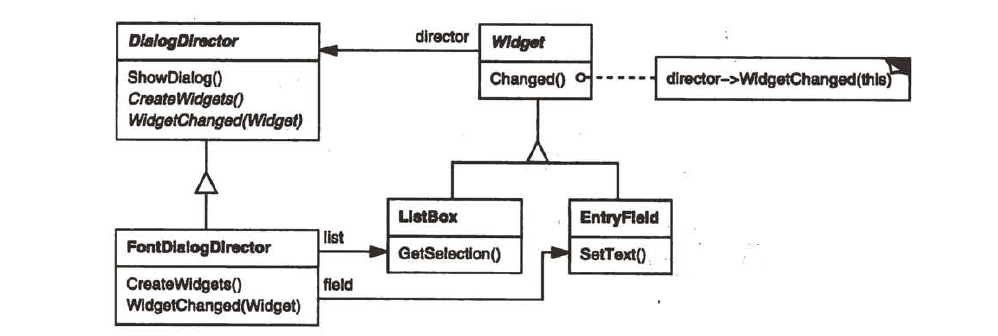 DialogDirector
ShowDialog()
CreateWidgets()
WidgetChanged(Widget)
director
Widget
Changed()
director–>WidgetChanged(this)
FontDialogDirector
CreateWidgets()
WidgetChanged(Widget)
list
field
ListBox
GetSelection()
EntryField
SetText()